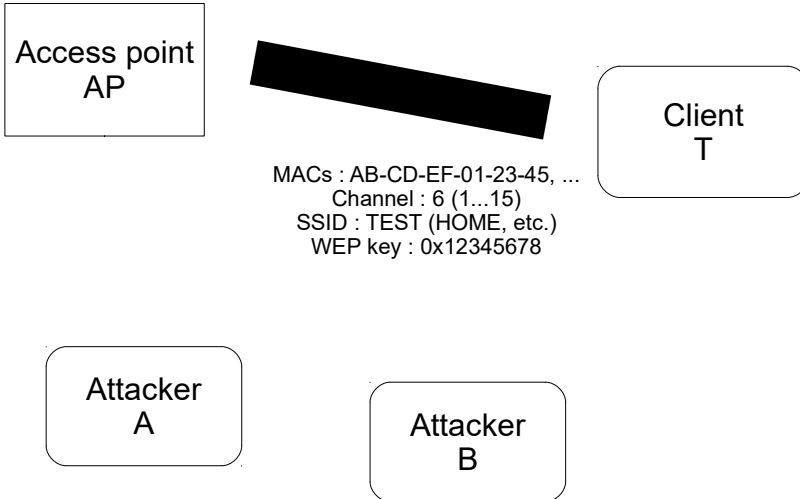 Access point
AP
Client
T
MACs : AB-CD-EF-01-23-45, ...
Channel : 6 (1...15)
SSID : TEST (HOME, etc.)
WEP key : 0x12345678
Attacker
A
Attacker
B